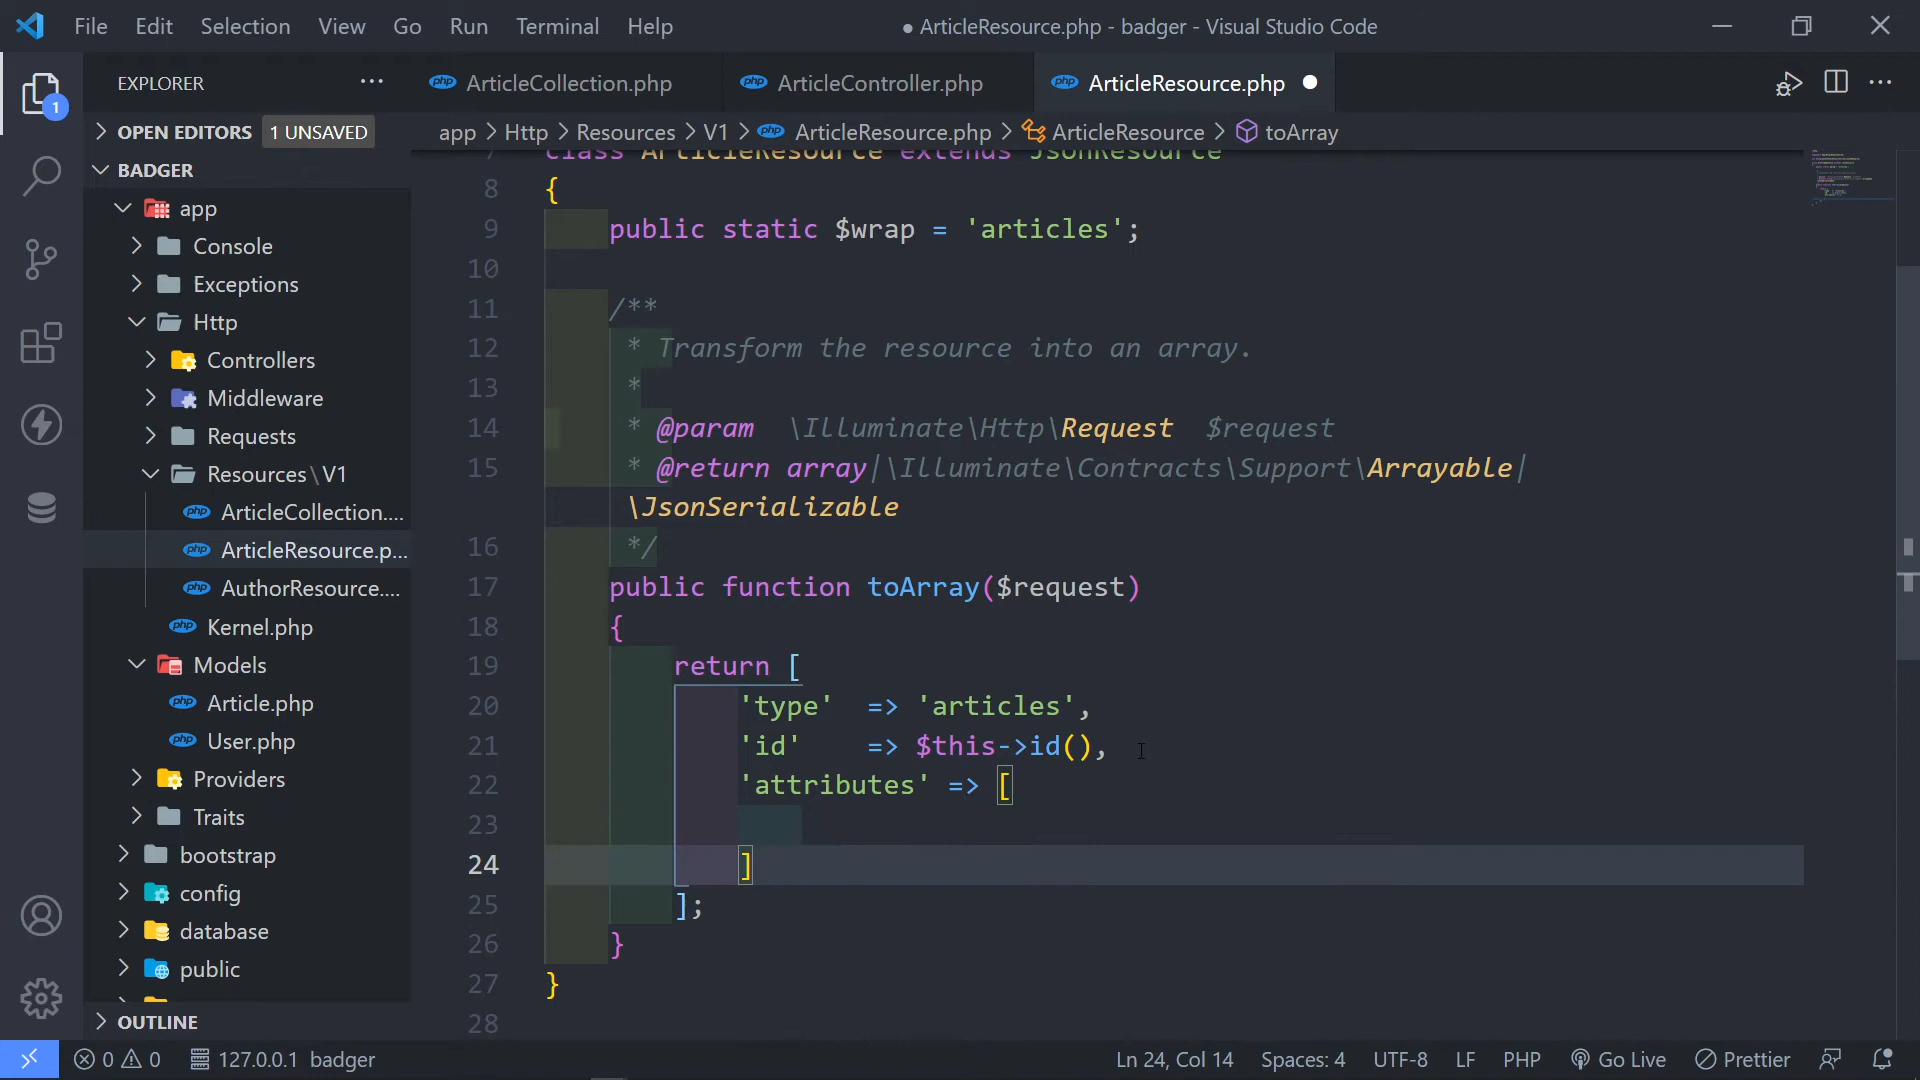 File Edit Selection View Go Run Terminal Help
● ArticleResource.php - badger - Visual Studio Code
EXPLORER
ArticleCollection.php
ArticleController.php
ArticleResource.php
OPEN EDITORS 1 UNSAVED
app > Http > Resources > V1 > ArticleResource.php > ArticleResource > toArray
BADGER
app
Console
Exceptions
Http
Controllers
Middleware
Requests
Resources\V1
ArticleCollection....
ArticleResource.p...
AuthorResource....
Kernel.php
Models
Article.php
User.php
Providers
Traits
bootstrap
config
database
public
OUTLINE
7 class ArticleResource extends JsonResource
8 {
9 public static $wrap = 'articles';
10
11 /**
12 * Transform the resource into an array.
13 *
14 * @param \Illuminate\Http\Request $request
15 * @return array|\Illuminate\Contracts\Support\Arrayable|
\JsonSerializable
16 */
17 public function toArray($request)
18 {
19 return [
20 'type' => 'articles',
21 'id' => $this->id(),
22 'attributes' => [
23
24 ]
25 ];
26 }
27 }
28
0 0 127.0.0.1 badger
Ln 24, Col 14 Spaces: 4 UTF-8 LF PHP Go Live Prettier
1